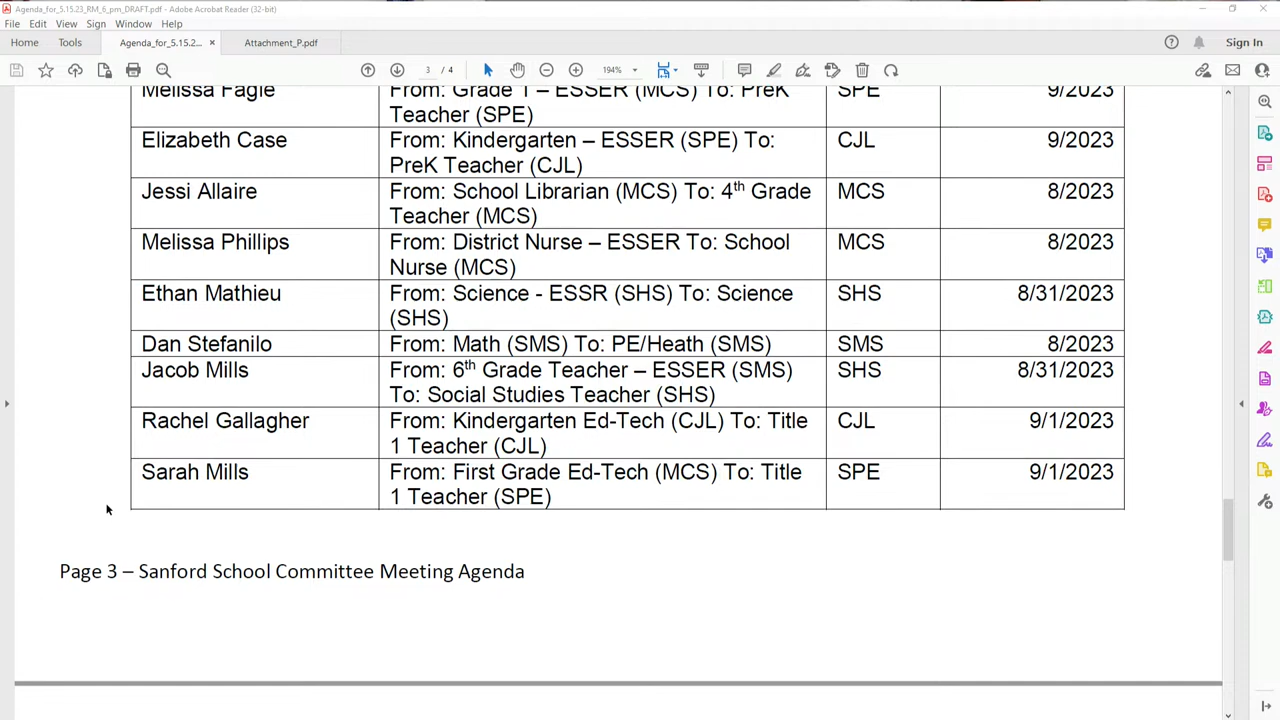 Agenda_for_5.15.23_RM_6_pm_DRAFT.pdf - Adobe Acrobat Reader (32-bit)
File Edit View Sign Window Help
Home Tools Agenda_for_5.15.2... × Attachment_P.pdf Sign In
3 / 4 194%
Melissa Fagle From: Grade 1 – ESSER (MCS) To: PreK SPE 9/2023
Teacher (SPE)
Elizabeth Case From: Kindergarten – ESSER (SPE) To: CJL 9/2023
PreK Teacher (CJL)
Jessi Allaire From: School Librarian (MCS) To: 4th Grade MCS 8/2023
Teacher (MCS)
Melissa Phillips From: District Nurse – ESSER To: School MCS 8/2023
Nurse (MCS)
Ethan Mathieu From: Science - ESSR (SHS) To: Science SHS 8/31/2023
(SHS)
Dan Stefanilo From: Math (SMS) To: PE/Heath (SMS) SMS 8/2023
Jacob Mills From: 6th Grade Teacher – ESSER (SMS) SHS 8/31/2023
To: Social Studies Teacher (SHS)
Rachel Gallagher From: Kindergarten Ed-Tech (CJL) To: Title CJL 9/1/2023
1 Teacher (CJL)
Sarah Mills From: First Grade Ed-Tech (MCS) To: Title SPE 9/1/2023
1 Teacher (SPE)
Page 3 – Sanford School Committee Meeting Agenda